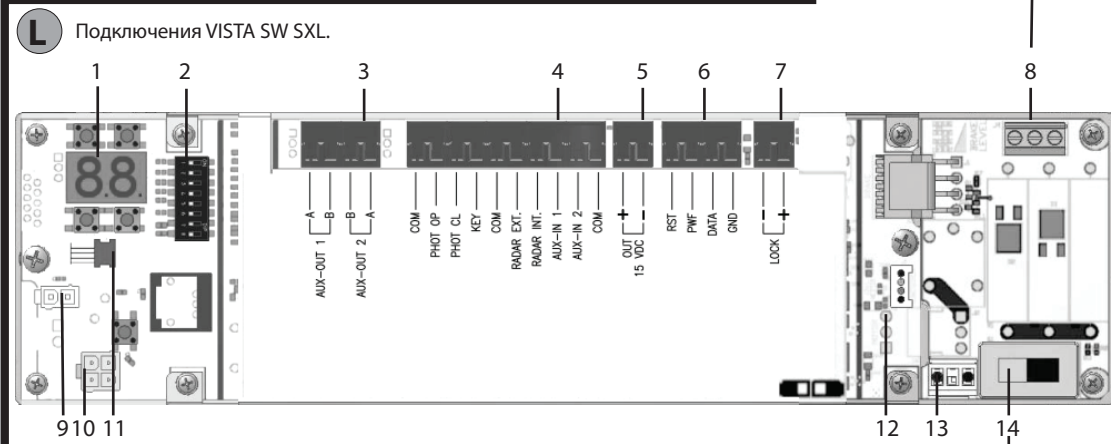 L
Подключения VISTA SW SXL.
1
2
3
4
5
6
7
8
88
A
B
B
A
AUX-OUT 1
AUX-OUT 2
COM
PHOT OP
PHOT CL
KEY
COM
RADAR EXT.
RADAR INT.
AUX-IN 1
AUX-IN 2
COM
+
-
OUT
15 VDC
RST
PWF
DATA
GND
-
+
LOCK
9
10
11
12
13
14